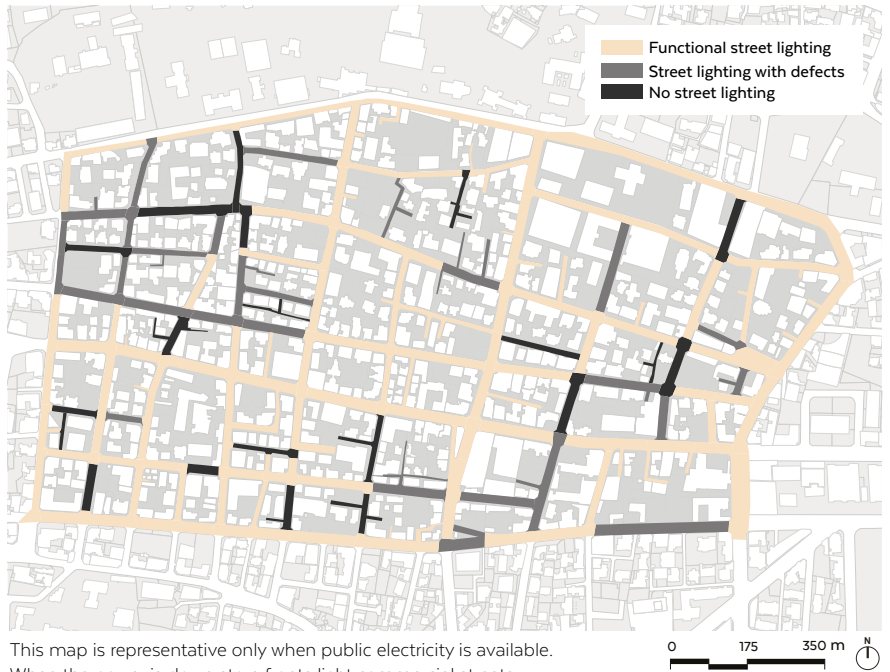 Functional street lighting
Street lighting with defects
No street lighting
This map is representative only when public electricity is available.
0 175 350 m
N